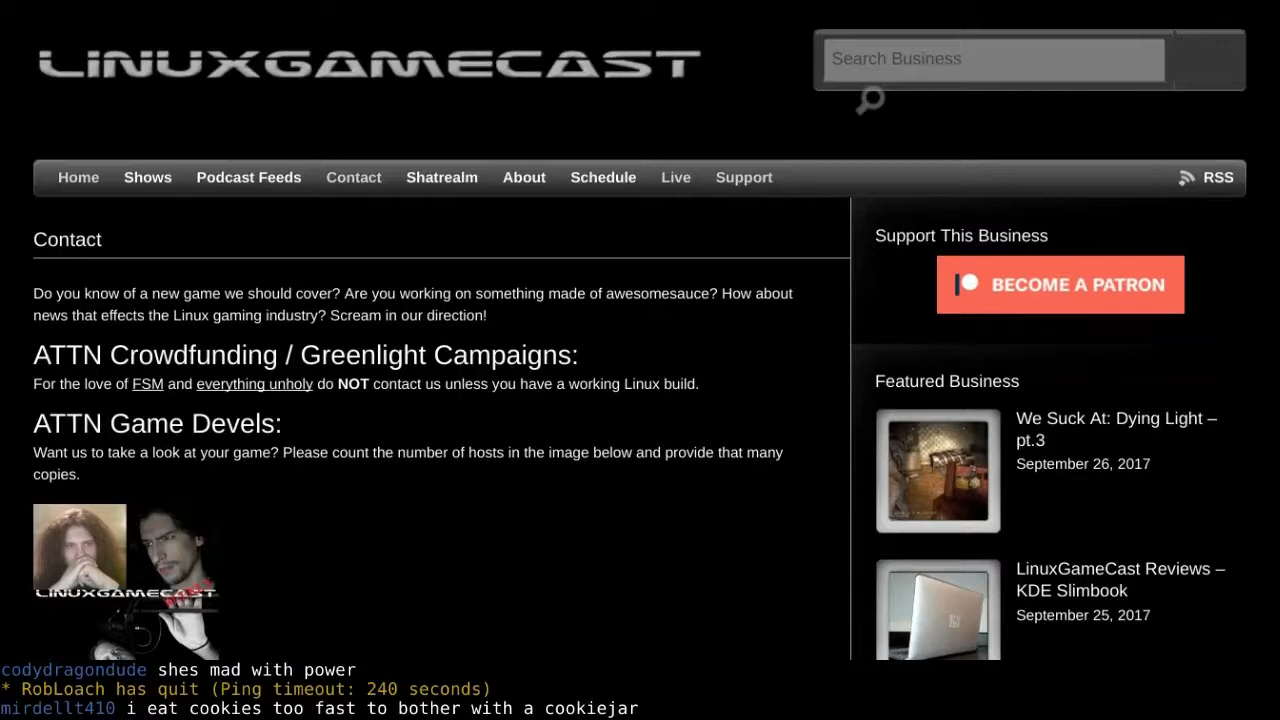 LINUXGAMECAST
Search Business
Home Shows Podcast Feeds Contact Shatrealm About Schedule Live Support RSS
Contact
Do you know of a new game we should cover? Are you working on something made of awesomesauce? How about
news that effects the Linux gaming industry? Scream in our direction!
ATTN Crowdfunding / Greenlight Campaigns:
For the love of FSM and everything unholy do NOT contact us unless you have a working Linux build.
ATTN Game Devels:
Want us to take a look at your game? Please count the number of hosts in the image below and provide that many
copies.
LINUXGAMECAST
Support This Business
BECOME A PATRON
Featured Business
We Suck At: Dying Light –
pt.3
September 26, 2017
LinuxGameCast Reviews –
KDE Slimbook
September 25, 2017
codydragondude shes mad with power
* RobLoach has quit (Ping timeout: 240 seconds)
mirdellt410 i eat cookies too fast to bother with a cookiejar